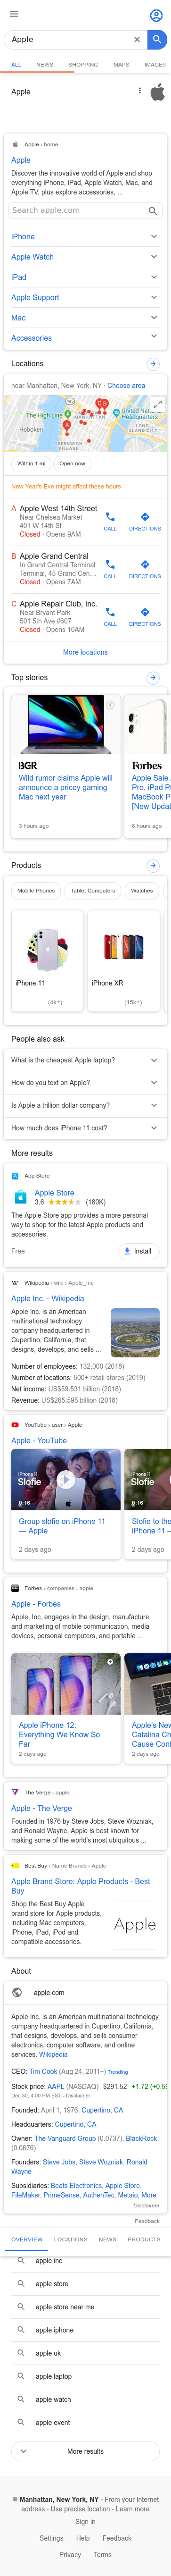 Apple
ALL NEWS SHOPPING MAPS IMAGES
Apple
Apple › home
Apple
Discover the innovative world of Apple and shop
everything iPhone, iPad, Apple Watch, Mac, and
Apple TV, plus explore accessories, ...
Search apple.com
iPhone
Apple Watch
iPad
Apple Support
Mac
Accessories
Locations
near Manhattan, New York, NY · Choose area
The High Line
MANHATTAN
United Nations
Headquarters
Hoboken
LONG
ISLAND CITY
GREENWICH
VILLAGE
Within 1 mi
Open now
New Year's Eve might affect these hours
A Apple West 14th Street
Near Chelsea Market
401 W 14th St
Closed · Opens 9AM
CALL
DIRECTIONS
B Apple Grand Central
In Grand Central Terminal
Terminal, 45 Grand Cen...
Closed · Opens 7AM
CALL
DIRECTIONS
C Apple Repair Club, Inc.
Near Bryant Park
501 5th Ave #607
Closed · Opens 10AM
CALL
DIRECTIONS
More locations
Top stories
BGR
Wild rumor claims Apple will
announce a pricey gaming
Mac next year
3 hours ago
Forbes
Apple Sale
Pro, iPad P
MacBook P
[New Updat
6 hours ago
Products
Mobile Phones
Tablet Computers
Watches
iPhone 11
(4k+)
iPhone XR
(15k+)
People also ask
What is the cheapest Apple laptop?
How do you text on Apple?
Is Apple a trillion dollar company?
How much does iPhone 11 cost?
More results
App Store
Apple Store
3.6 ★★★★★ (180K)
The Apple Store app provides a more personal
way to shop for the latest Apple products and
accessories.
Free
Install
Wikipedia › wiki › Apple_Inc
Apple Inc. - Wikipedia
Apple Inc. is an American
multinational technology
company headquartered in
Cupertino, California, that
designs, develops, and sells ...
Number of employees: 132,000 (2018)
Number of locations: 500+ retail stores (2019)
Net income: US$59.531 billion (2018)
Revenue: US$265.595 billion (2018)
YouTube › user › Apple
Apple - YouTube
iPhone 11
Slofie
0:16
Group slofie on iPhone 11
— Apple
2 days ago
iPhone 11
Slofie
0:16
Slofie to the
iPhone 11 –
2 days ago
Forbes › companies › apple
Apple - Forbes
Apple, Inc. engages in the design, manufacture,
and marketing of mobile communication, media
devices, personal computers, and portable ...
Apple iPhone 12:
Everything We Know So
Far
2 days ago
Apple's New
Catalina Ch
Cause Cont
2 days ago
The Verge › apple
Apple - The Verge
Founded in 1976 by Steve Jobs, Steve Wozniak,
and Ronald Wayne, Apple is best known for
making some of the world's most ubiquitous ...
Best Buy › Name Brands › Apple
Apple Brand Store: Apple Products - Best
Buy
Shop the Best Buy Apple
brand store for Apple products,
including Mac computers,
iPhone, iPad, iPod and
compatible accessories.
Apple
About
apple.com
Apple Inc. is an American multinational technology
company headquartered in Cupertino, California,
that designs, develops, and sells consumer
electronics, computer software, and online
services. Wikipedia
CEO: Tim Cook (Aug 24, 2011–) Trending
Stock price: AAPL (NASDAQ) $291.52 +1.72 (+0.59
Dec 30, 4:00 PM EST - Disclaimer
Founded: April 1, 1976, Cupertino, CA
Headquarters: Cupertino, CA
Owner: The Vanguard Group (0.0737), BlackRock
(0.0676)
Founders: Steve Jobs, Steve Wozniak, Ronald
Wayne
Subsidiaries: Beats Electronics, Apple Store,
FileMaker, PrimeSense, AuthenTec, Metaio, More
Disclaimer
Feedback
OVERVIEW LOCATIONS NEWS PRODUCTS
apple inc
apple store
apple store near me
apple iphone
apple uk
apple laptop
apple watch
apple event
More results
Manhattan, New York, NY - From your Internet
address - Use precise location - Learn more
Sign in
Settings Help Feedback
Privacy Terms